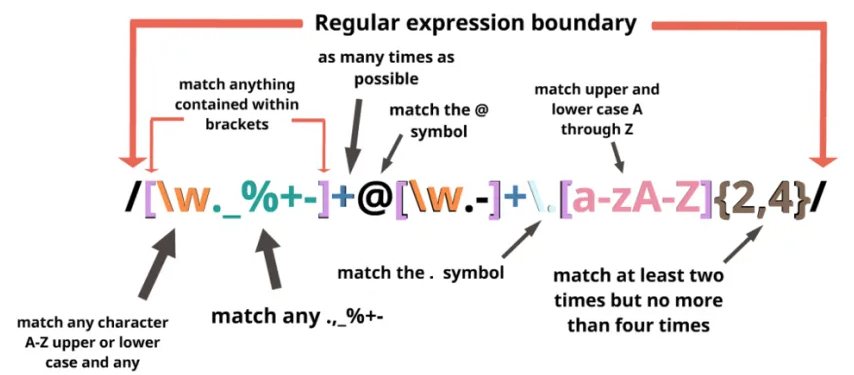 Regular expression boundary
as many times as
possible
match anything
contained within
brackets
match the @
symbol
match upper and
lower case A
through Z
/[\w._%+-]+@[\w.-]+\.[a-zA-Z]{2,4}/
match the . symbol
match at least two
times but no more
than four times
match any .,_%+-
match any character
A-Z upper or lower
case and any